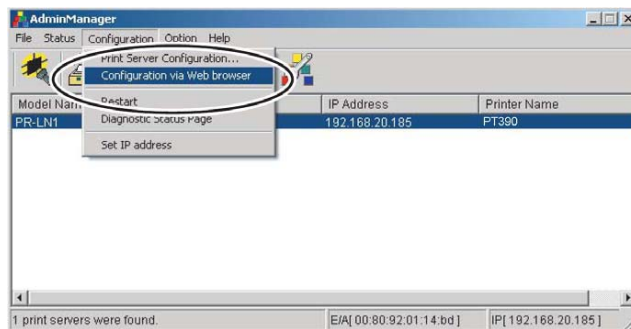 AdminManager
File Status Configuration Option Help
Print Server Configuration...
Configuration via Web browser
Restart
Diagnostic Status Page
Set IP address
Model Nam IP Address Printer Name
PR-LN1 192.168.20.185 PT390
1 print servers were found. E/A[ 00:80:92:01:14:bd ] IP[ 192.168.20.185 ]